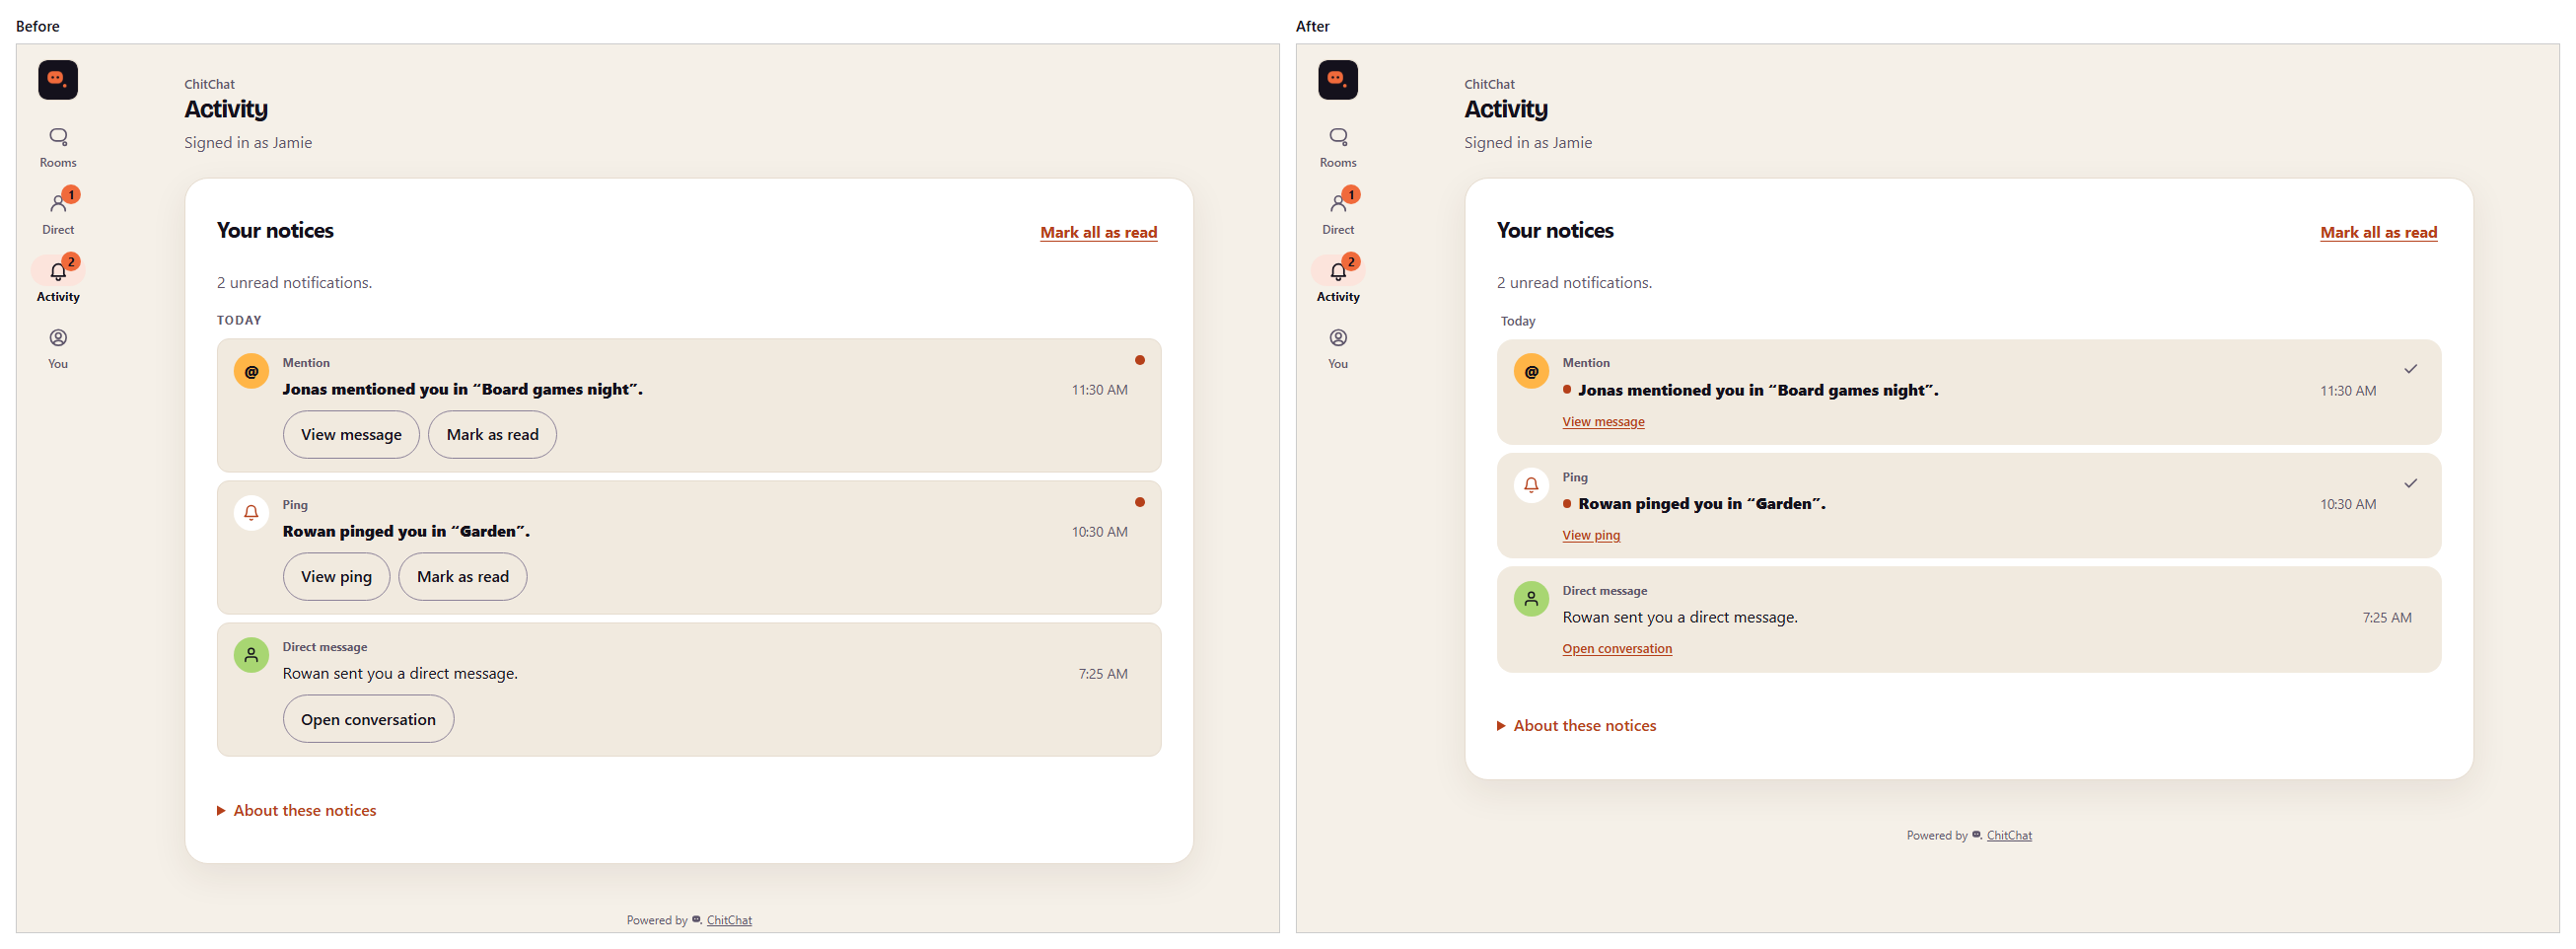 Before
ChitChat
Activity
Signed in as Jamie
Rooms
1
Direct
2
Activity
You
Your notices
Mark all as read
2 unread notifications.
TODAY
@
Mention
Jonas mentioned you in “Board games night”.
11:30 AM
View message
Mark as read
Ping
Rowan pinged you in “Garden”.
10:30 AM
View ping
Mark as read
Direct message
Rowan sent you a direct message.
7:25 AM
Open conversation
About these notices
Powered by ChitChat
After
ChitChat
Activity
Signed in as Jamie
Rooms
1
Direct
2
Activity
You
Your notices
Mark all as read
2 unread notifications.
Today
@
Mention
Jonas mentioned you in “Board games night”.
11:30 AM
View message
Ping
Rowan pinged you in “Garden”.
10:30 AM
View ping
Direct message
Rowan sent you a direct message.
7:25 AM
Open conversation
About these notices
Powered by ChitChat